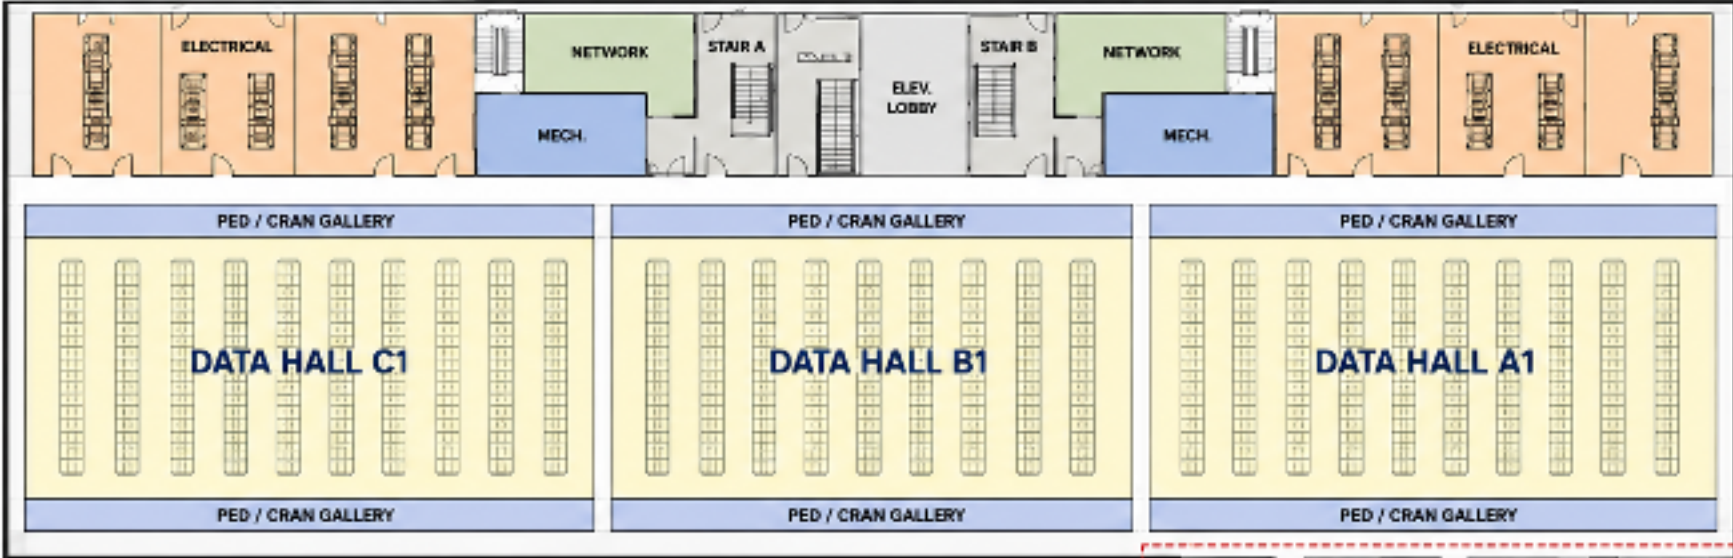 ELECTRICAL
NETWORK
STAIR A
STAIR B
NETWORK
ELECTRICAL
ELEV.
LOBBY
MECH.
MECH.
PED / CRAN GALLERY
PED / CRAN GALLERY
PED / CRAN GALLERY
DATA HALL C1
DATA HALL B1
DATA HALL A1
PED / CRAN GALLERY
PED / CRAN GALLERY
PED / CRAN GALLERY